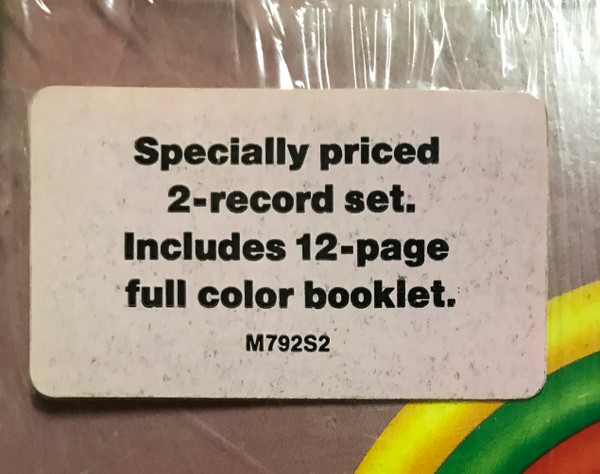 Specially priced
2-record set.
Includes 12-page
full color booklet.
M792S2